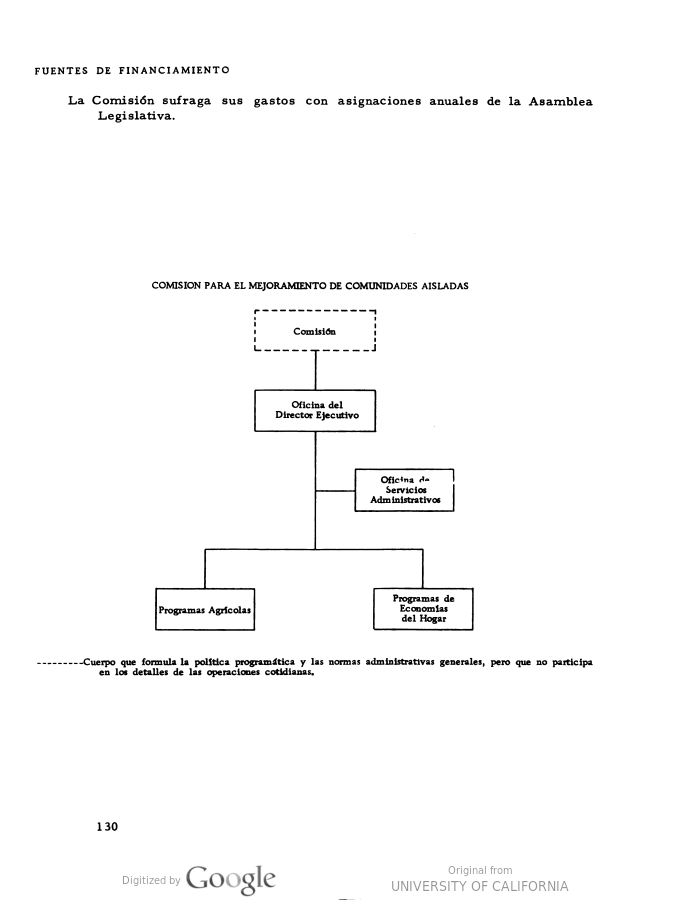 FUENTES DE FINANCIAMIENTO
La Comisión sufraga sus gastos con asignaciones anuales de la Asamblea
Legislativa.
COMISION PARA EL MEJORAMIENTO DE COMUNIDADES AISLADAS
Comisión
Oficina del
Director Ejecutivo
Oficina de
Servicios
Administrativos
Programas Agrícolas
Programas de
Economías
del Hogar
---------Cuerpo que formula la política programática y las normas administrativas generales, pero que no participa
en los detalles de las operaciones cotidianas.
130
Digitized by Google
Original from
UNIVERSITY OF CALIFORNIA